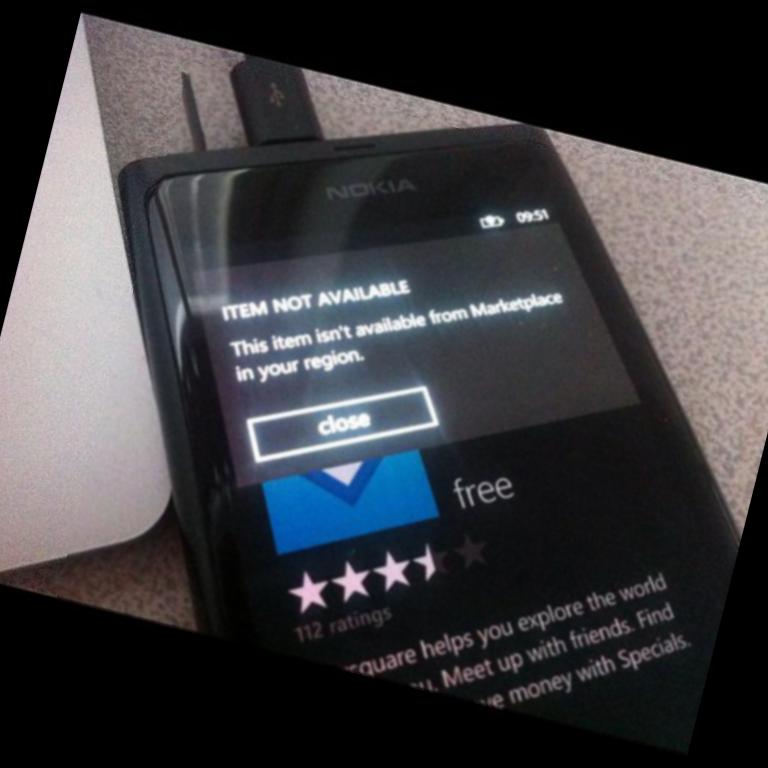 NOKIA
09:51
ITEM NOT AVAILABLE
This item isn't available from Marketplace
in your region.
close
free
112 ratings
square helps you explore the world
Meet up with friends. Find
money with Specials.